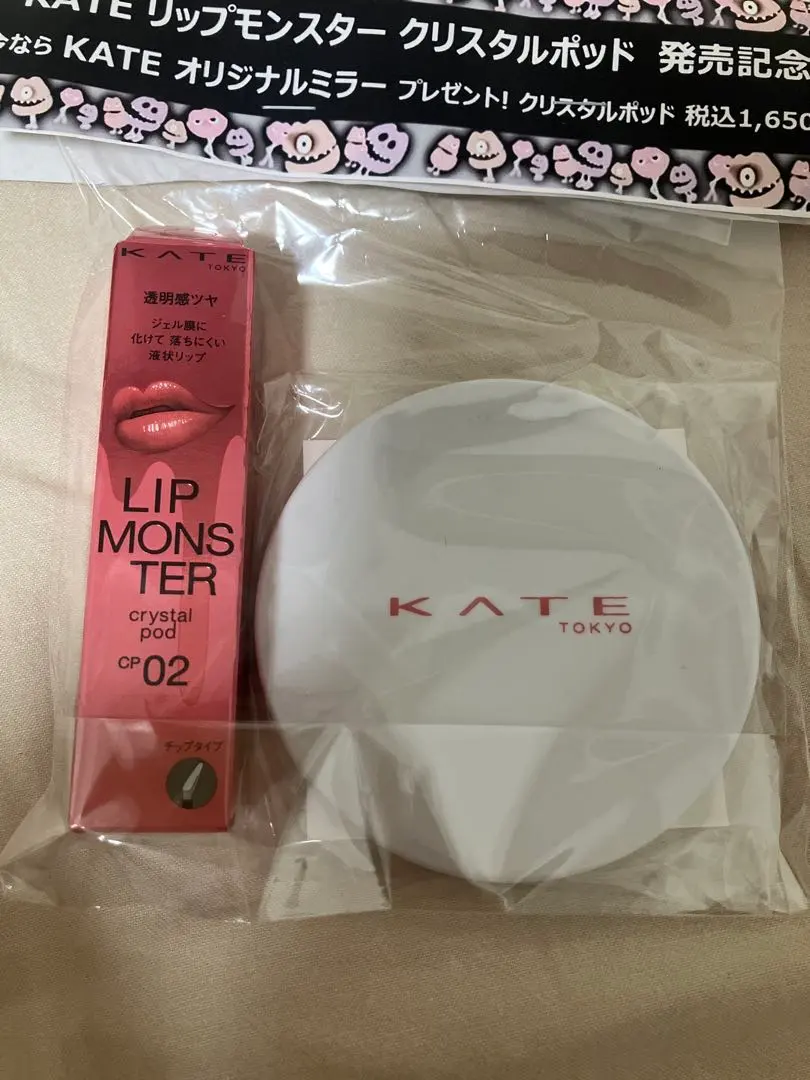 KATE リップモンスター クリスタルポッド 発売記念
今なら KATE オリジナルミラー プレゼント! クリスタルポッド 税込1,650
KATE
TOKYO
透明感ツヤ
ジェル膜に
化けて 落ちにくい
液状リップ
LIP
MONS
TER
crystal
pod
CP 02
チップタイプ
KATE
TOKYO